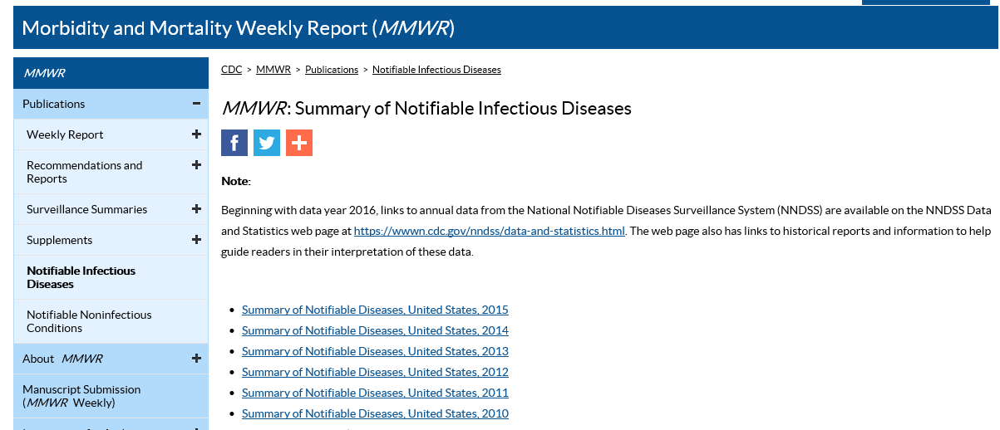 Morbidity and Mortality Weekly Report (MMWR)
MMWR
Publications
Weekly Report
Recommendations and
Reports
Surveillance Summaries
Supplements
Notifiable Infectious
Diseases
Notifiable Noninfectious
Conditions
About MMWR
Manuscript Submission
(MMWR Weekly)
CDC > MMWR > Publications > Notifiable Infectious Diseases
MMWR: Summary of Notifiable Infectious Diseases
Note:
Beginning with data year 2016, links to annual data from the National Notifiable Diseases Surveillance System (NNDSS) are available on the NNDSS Data
and Statistics web page at https://wwwn.cdc.gov/nndss/data-and-statistics.html. The web page also has links to historical reports and information to help
guide readers in their interpretation of these data.
• Summary of Notifiable Diseases, United States, 2015
• Summary of Notifiable Diseases, United States, 2014
• Summary of Notifiable Diseases, United States, 2013
• Summary of Notifiable Diseases, United States, 2012
• Summary of Notifiable Diseases, United States, 2011
• Summary of Notifiable Diseases, United States, 2010